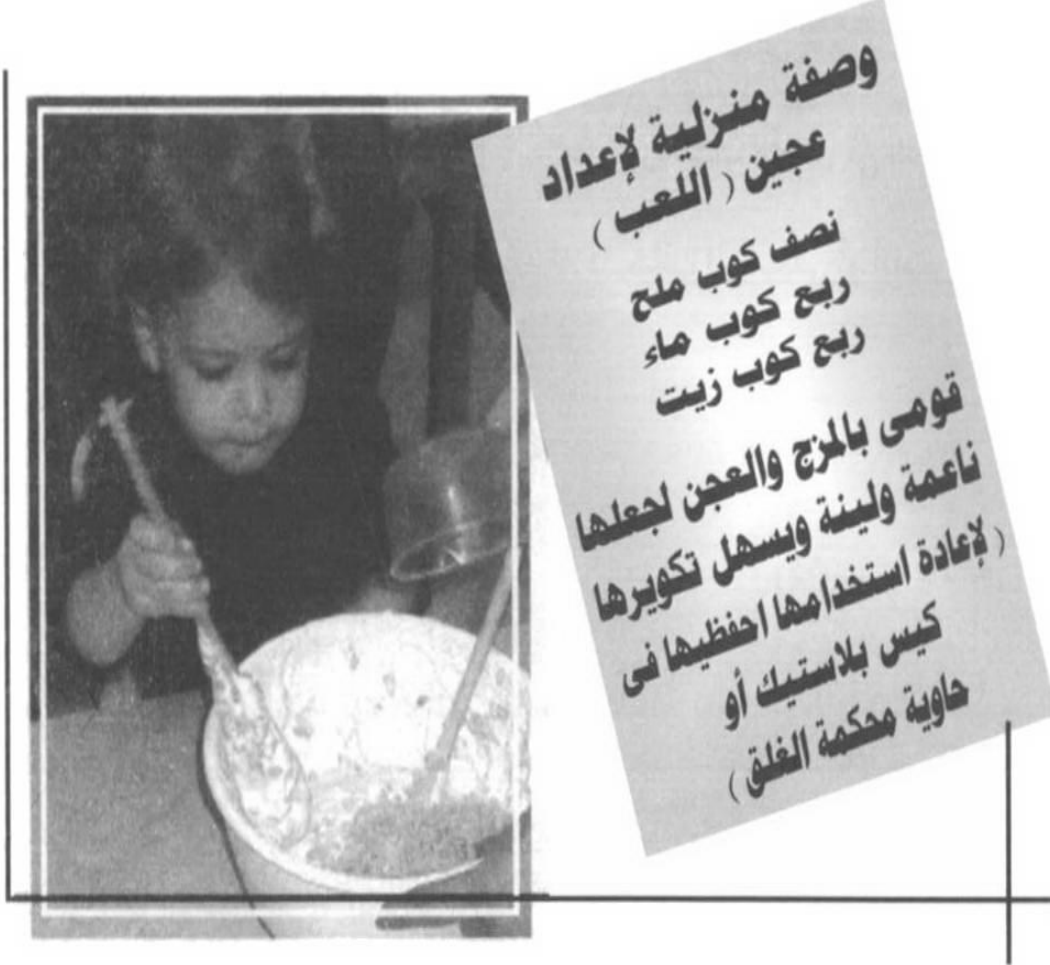 وصفة منزلية لإعداد
عجين ( اللعب )
نصف كوب ملح
ربع كوب ماء
ربع كوب زيت
قومى بالمزج والعجن لجعلها
ناعمة ولينة ويسهل تكويرها
( لإعادة استخدامها احفظيها فى
كيس بلاستيك أو
حاوية محكمة الغلق )